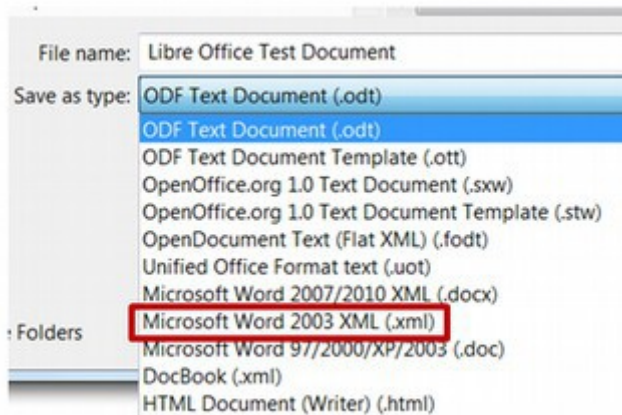 File name: Libre Office Test Document
Save as type: ODF Text Document (.odt)
ODF Text Document (.odt)
ODF Text Document Template (.ott)
OpenOffice.org 1.0 Text Document (.sxw)
OpenOffice.org 1.0 Text Document Template (.stw)
OpenDocument Text (Flat XML) (.fodt)
Unified Office Format text (.uot)
Microsoft Word 2007/2010 XML (.docx)
Microsoft Word 2003 XML (.xml)
Folders
Microsoft Word 97/2000/XP/2003 (.doc)
DocBook (.xml)
HTML Document (Writer) (.html)